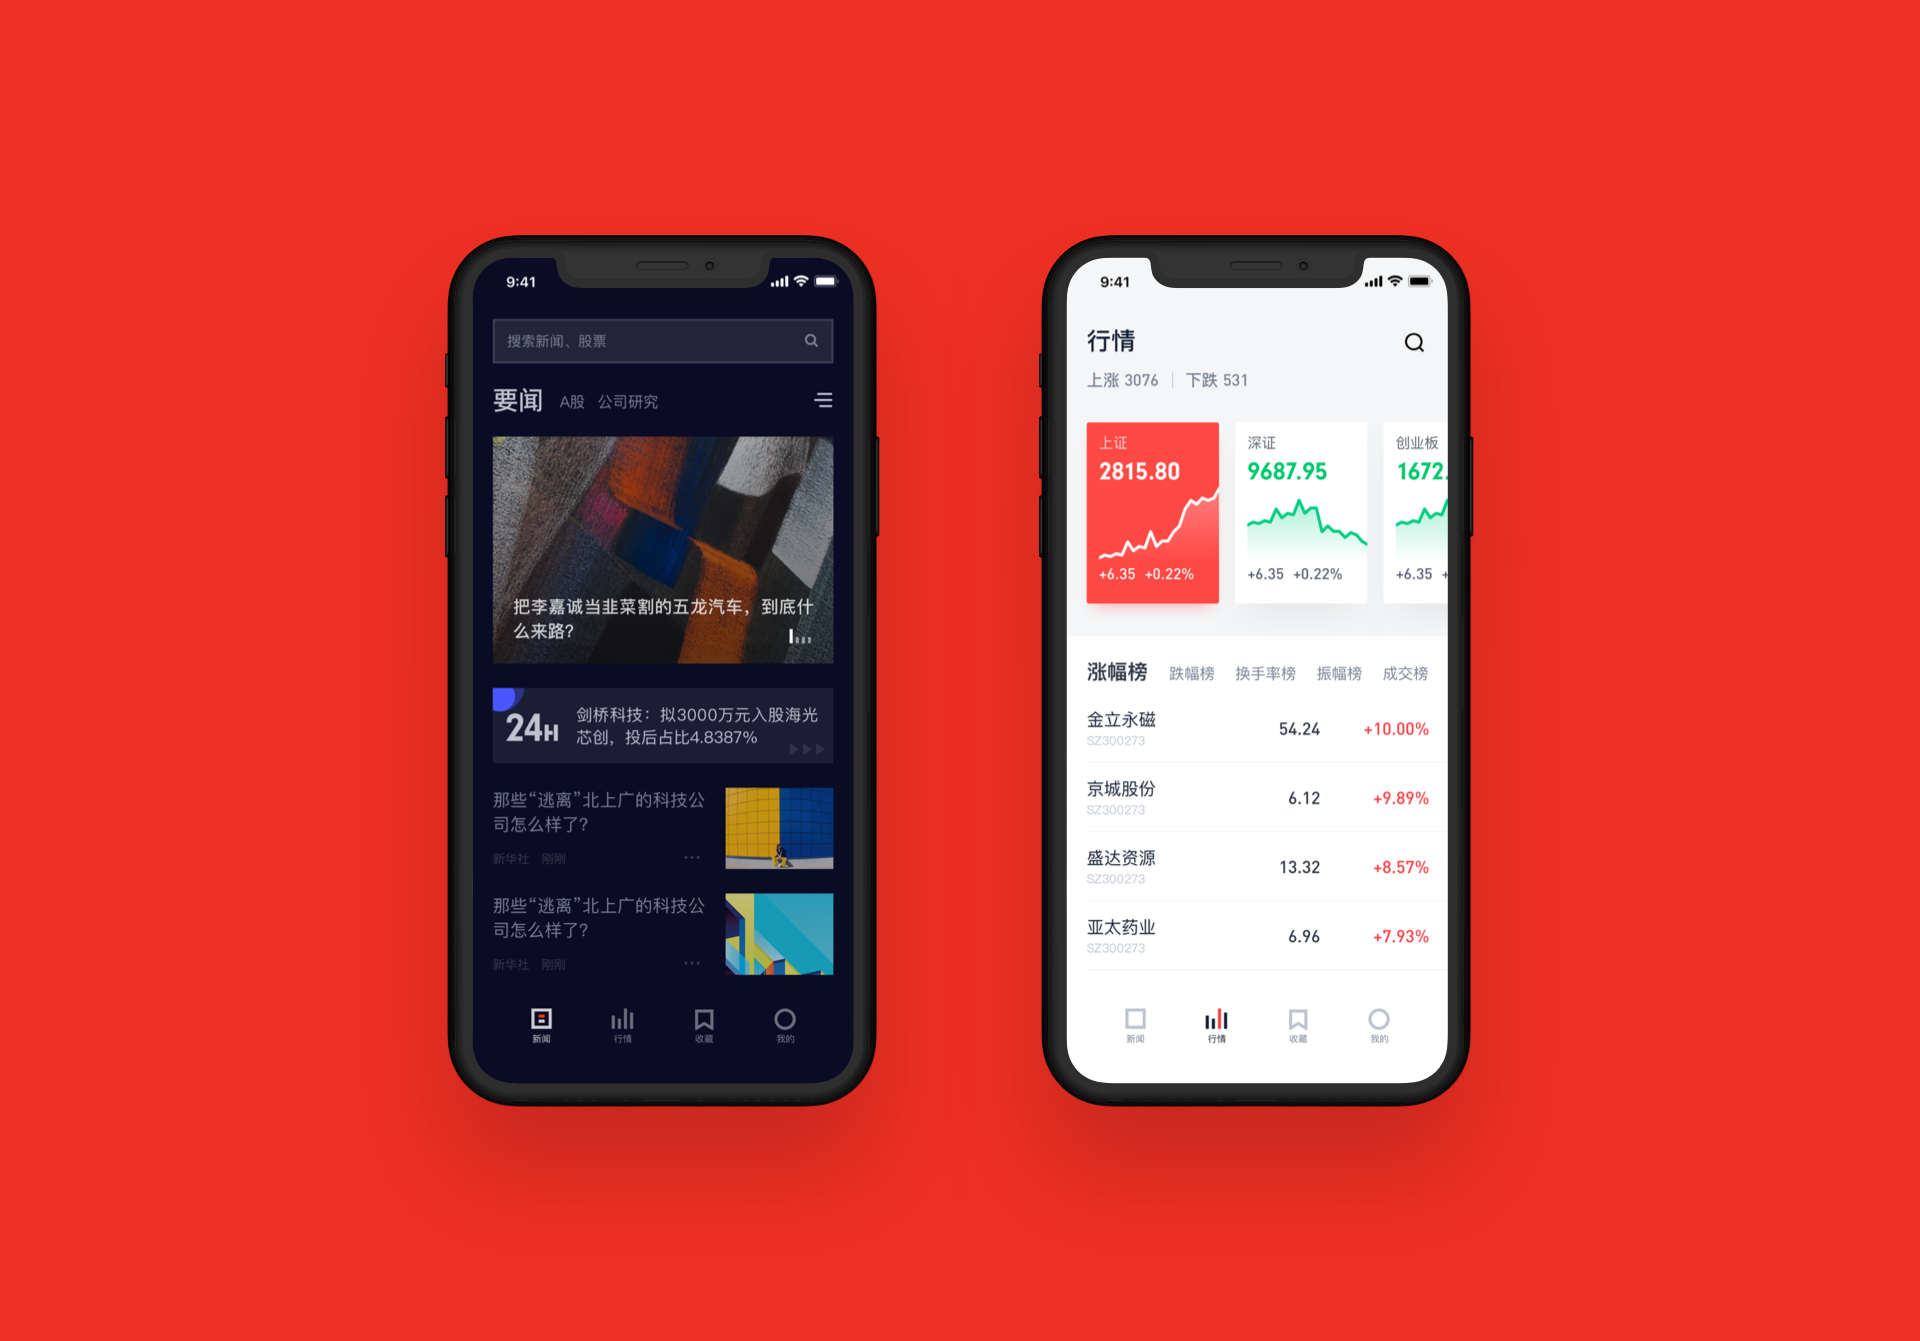 9:41
搜索新闻、股票
要闻 A股 公司研究
把李嘉诚当韭菜割的五龙汽车，到底什
么来路?
24H
剑桥科技：拟3000万元入股海光
芯创，投后占比4.8387%
那些“逃离”北上广的科技公
司怎么样了?
新华社 刚刚
那些“逃离”北上广的科技公
司怎么样了?
新华社 刚刚
新闻 行情 收藏 我的
9:41
行情
上涨 3076 下跌 531
上证
2815.80
+6.35 +0.22%
深证
9687.95
+6.35 +0.22%
创业板
1672.
+6.35 +
涨幅榜 跌幅榜 换手率榜 振幅榜 成交榜
金立永磁 54.24 +10.00%
SZ300273
京城股份 6.12 +9.89%
SZ300273
盛达资源 13.32 +8.57%
SZ300273
亚太药业 6.96 +7.93%
SZ300273
新闻 行情 收藏 我的